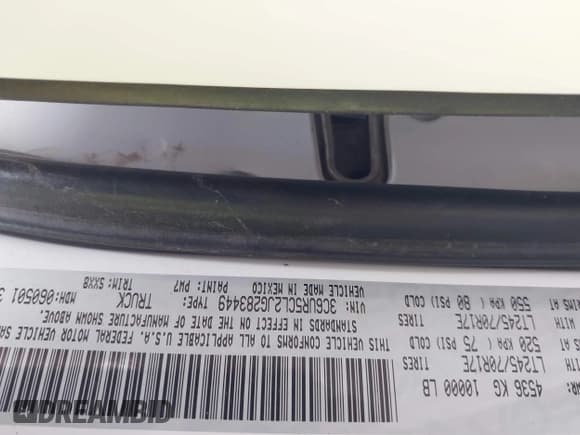 4536 KG 10000 LB
LT245/70R17E TIRES
520 KPA ( 75 PSI) COLD
LT245/70R17E TIRES
550 KPA ( 80 PSI) COLD
THIS VEHICLE CONFORMS TO ALL APPLICABLE U.S.A. FEDERAL MOTOR VEHICLE
STANDARDS IN EFFECT ON THE DATE OF MANUFACTURE SHOWN ABOVE.
VIN: 3C6UR5CL2JG283449 TYPE: TRUCK MDH:060501 3
VEHICLE MADE IN MEXICO PAINT: PW7 TRIM: SXX8
DREAMBID